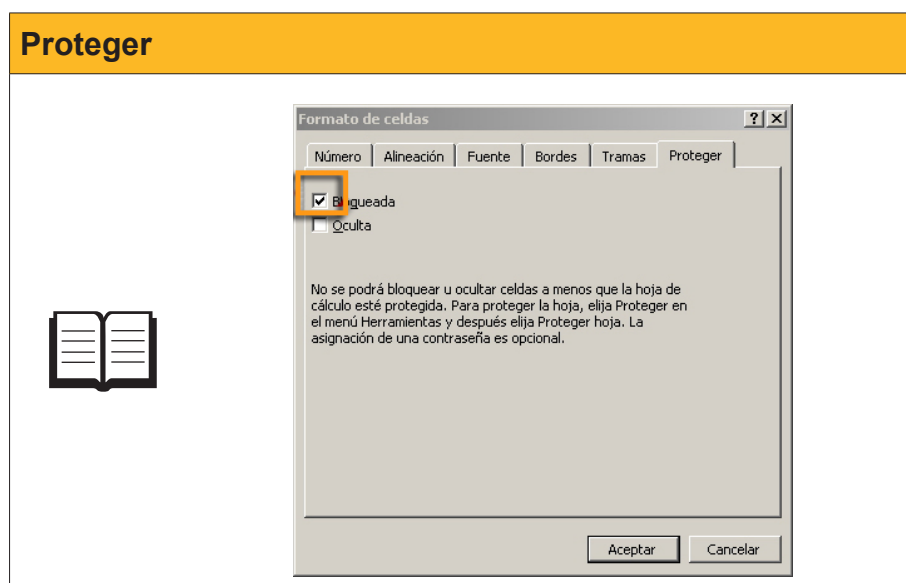 Proteger
Formato de celdas
Número Alineación Fuente Bordes Tramas Proteger
Bloqueada
Oculta
No se podrá bloquear u ocultar celdas a menos que la hoja de
cálculo esté protegida. Para proteger la hoja, elija Proteger en
el menú Herramientas y después elija Proteger hoja. La
asignación de una contraseña es opcional.
Aceptar Cancelar